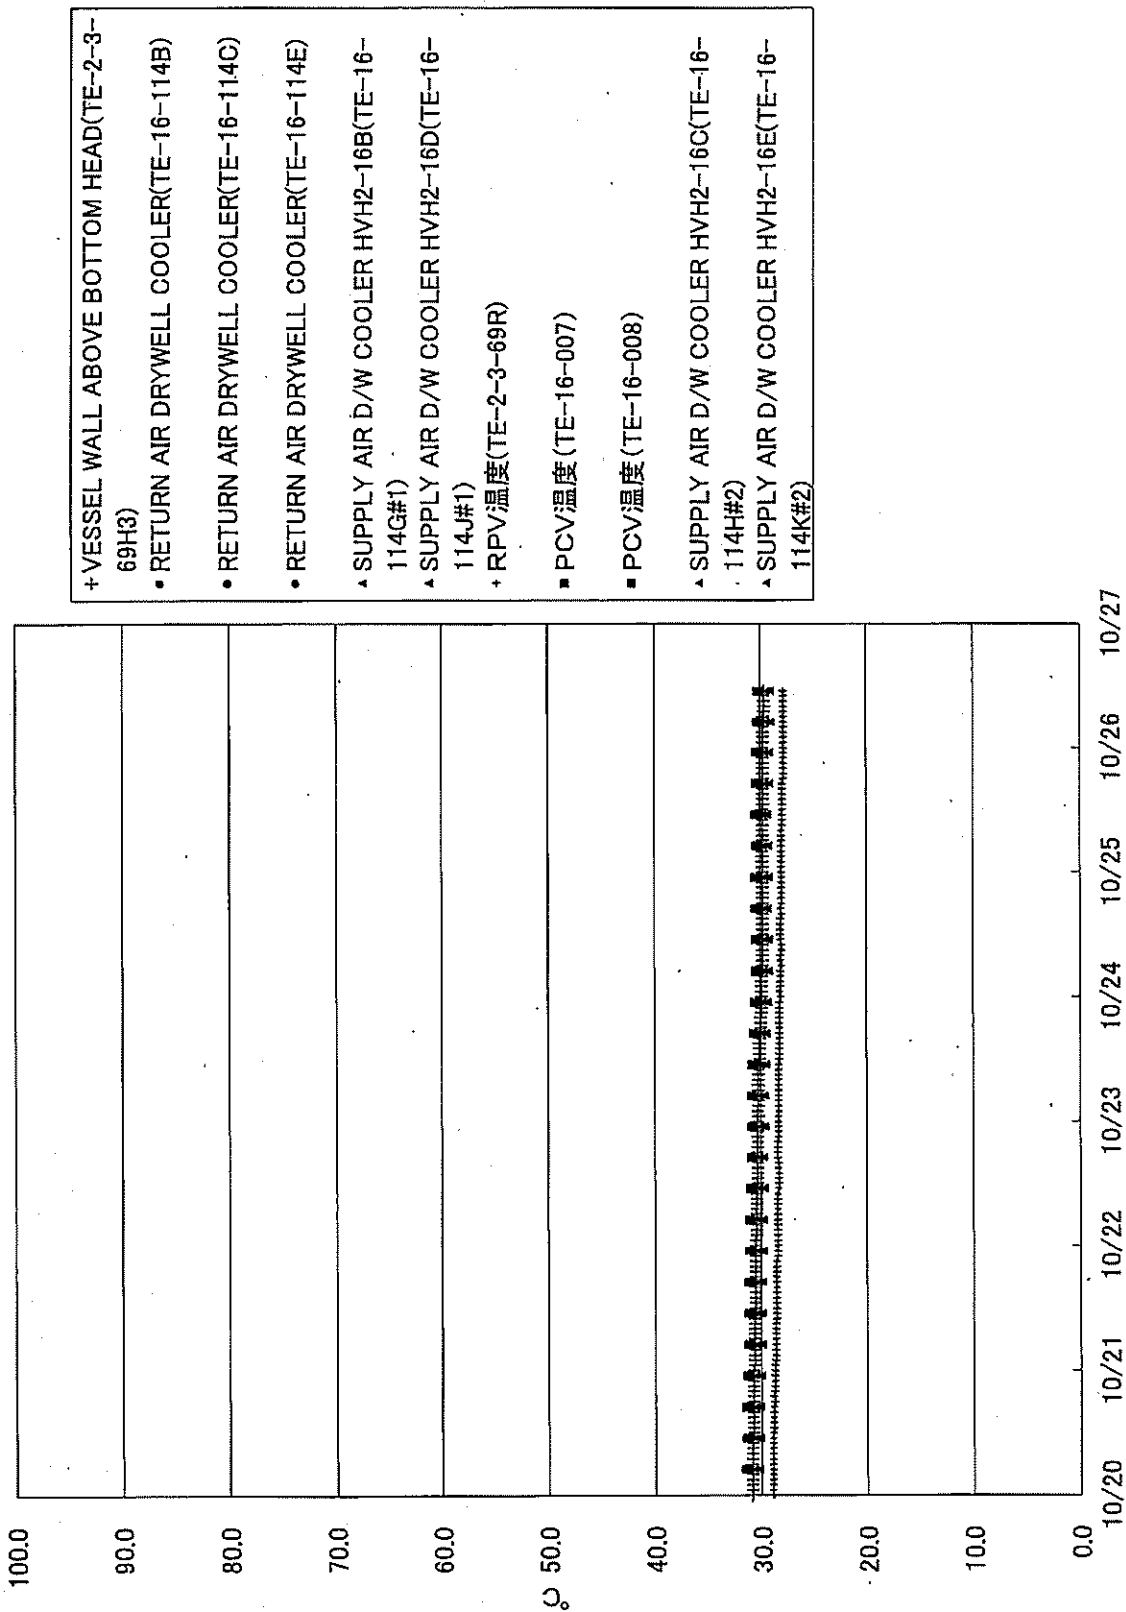 100.0
90.0
80.0
70.0
60.0
50.0
40.0
30.0
20.0
10.0
0.0
℃
10/20
10/21
10/22
10/23
10/24
10/25
10/26
10/27
+ VESSEL WALL ABOVE BOTTOM HEAD(TE-2-3-
69H3)
● RETURN AIR DRYWELL COOLER(TE-16-114B)
● RETURN AIR DRYWELL COOLER(TE-16-114C)
● RETURN AIR DRYWELL COOLER(TE-16-114E)
▲ SUPPLY AIR D/W COOLER HVH2-16B(TE-16-
114G#1)
▲ SUPPLY AIR D/W COOLER HVH2-16D(TE-16-
114J#1)
+ RPV温度(TE-2-3-69R)
■ PCV温度(TE-16-007)
■ PCV温度(TE-16-008)
▲ SUPPLY AIR D/W COOLER HVH2-16C(TE-16-
114H#2)
▲ SUPPLY AIR D/W COOLER HVH2-16E(TE-16-
114K#2)